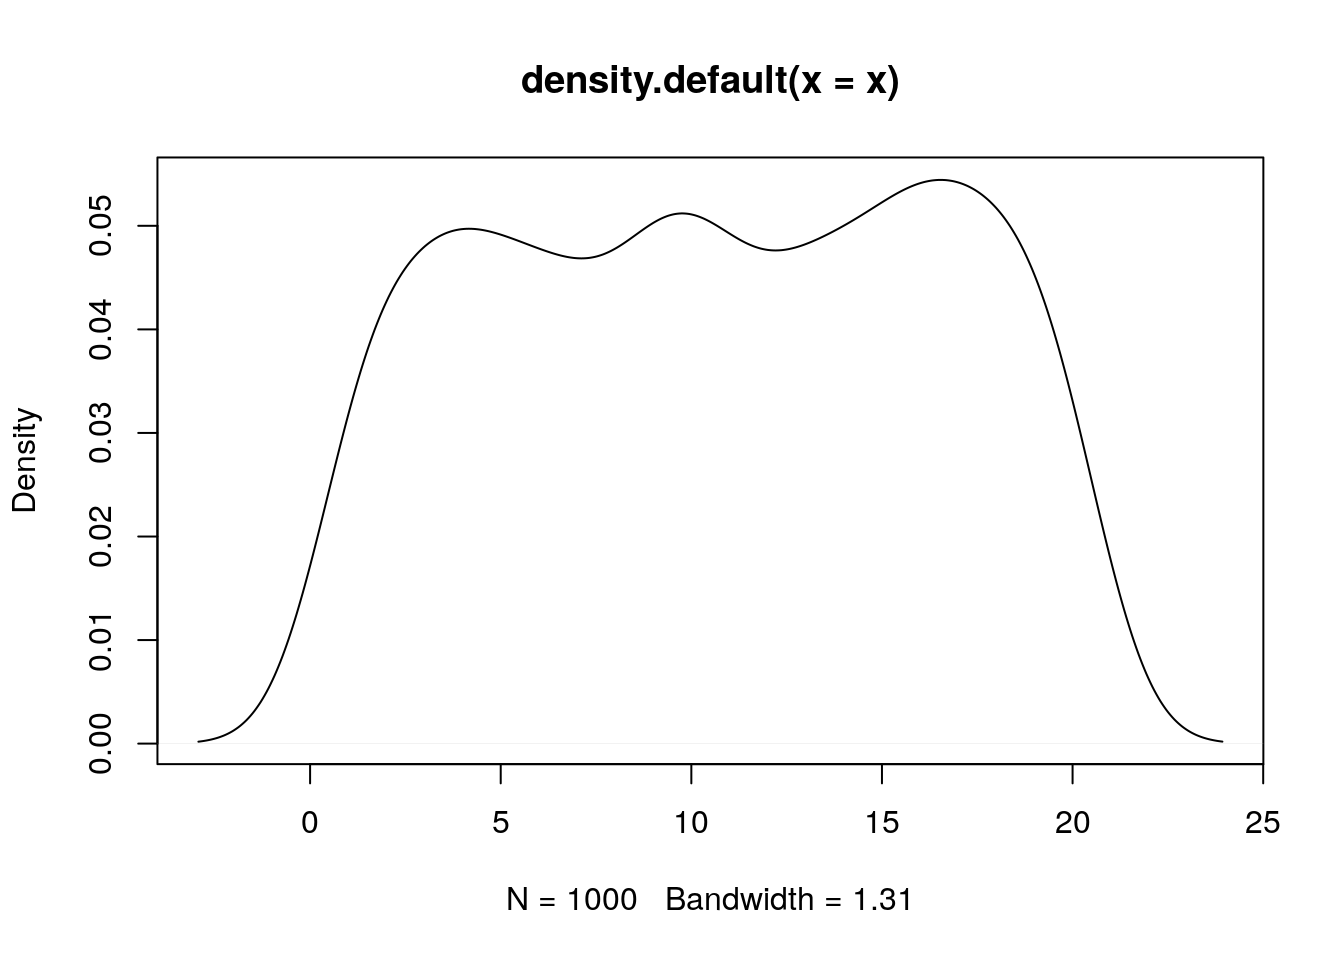 density.default(x = x)
Density
0.05
0.04
0.03
0.02
0.01
0.00
0 5 10 15 20 25
N = 1000 Bandwidth = 1.31